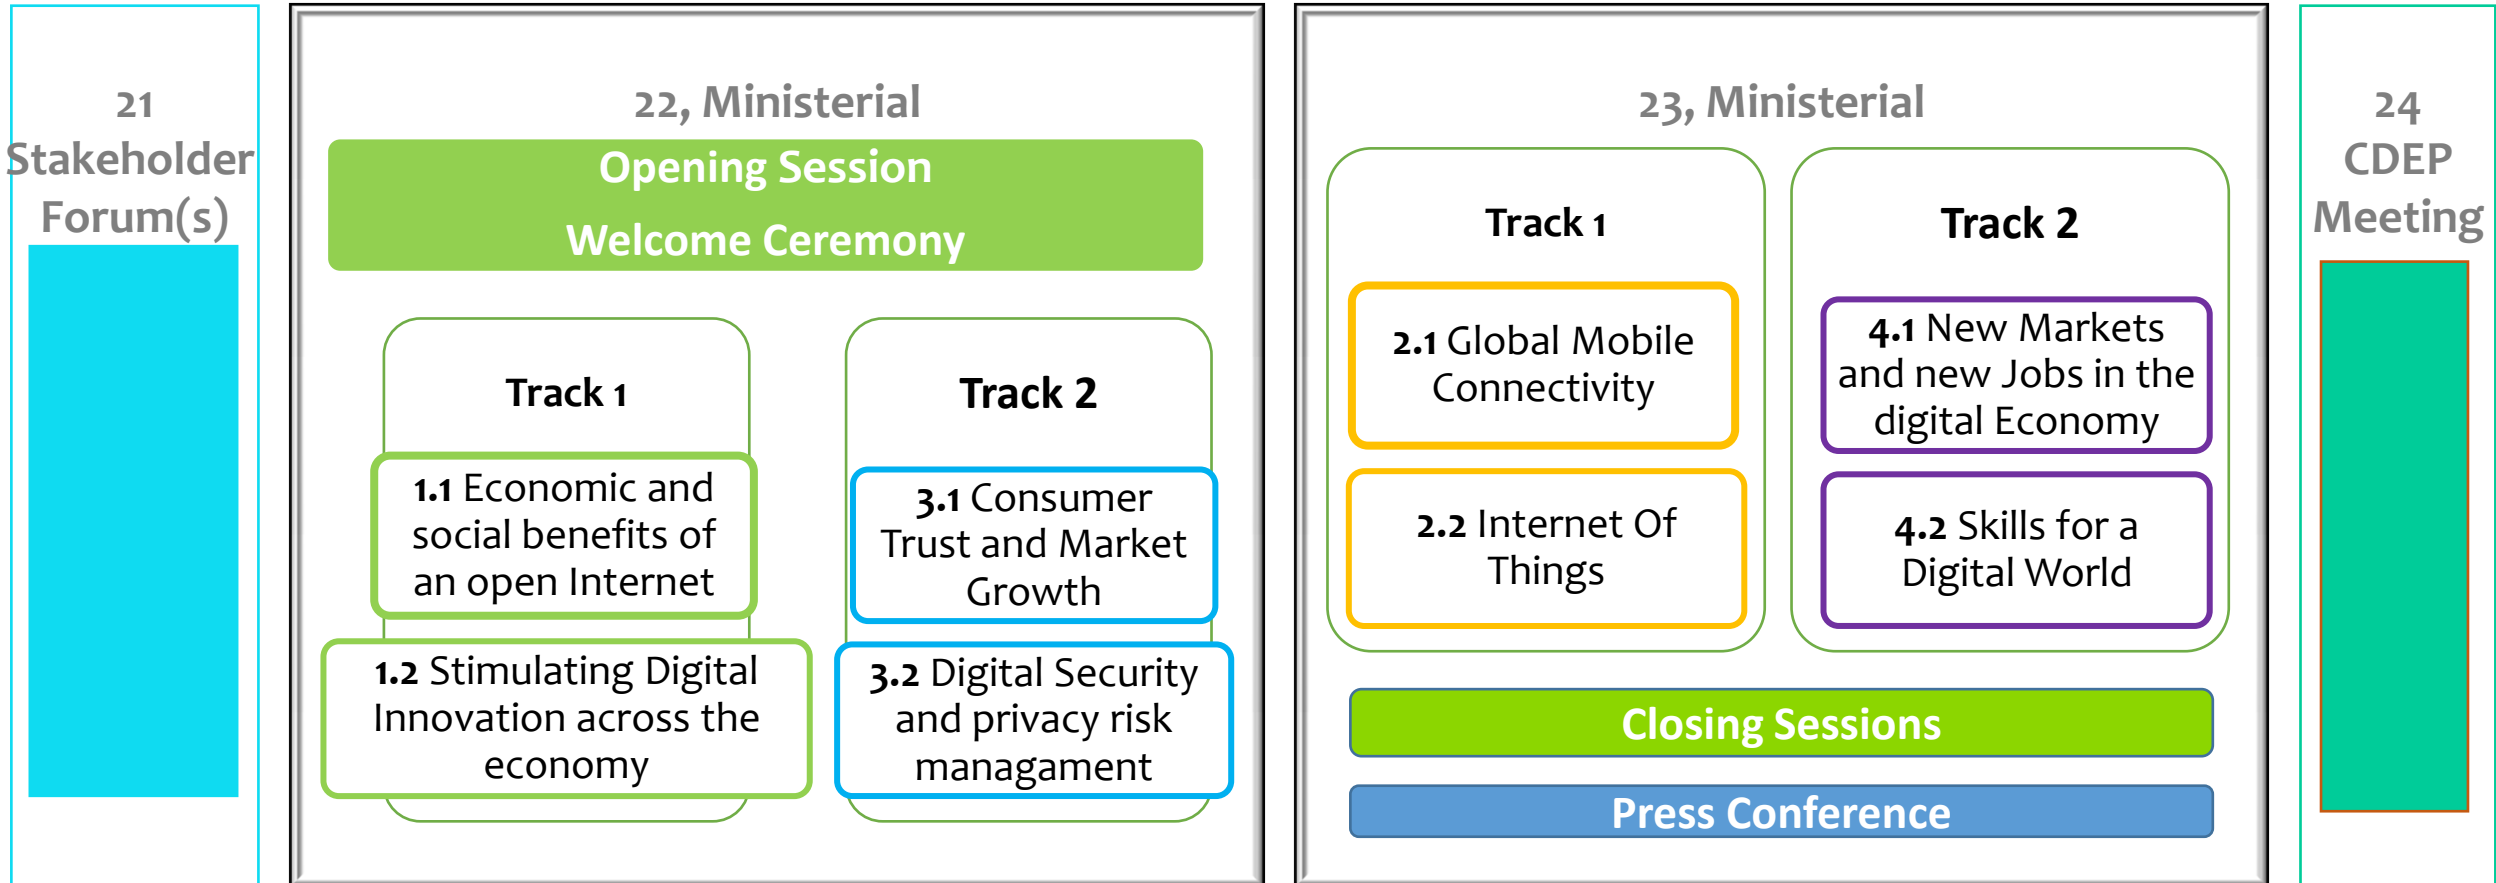 21
Stakeholder
Forum(s)
22, Ministerial
Opening Session
Welcome Ceremony
Track 1
1.1 Economic and
social benefits of
an open Internet
1.2 Stimulating Digital
Innovation across the
economy
Track 2
3.1 Consumer
Trust and Market
Growth
3.2 Digital Security
and privacy risk
managament
23, Ministerial
Track 1
2.1 Global Mobile
Connectivity
2.2 Internet Of
Things
Track 2
4.1 New Markets
and new Jobs in the
digital Economy
4.2 Skills for a
Digital World
Closing Sessions
Press Conference
24
CDEP
Meeting